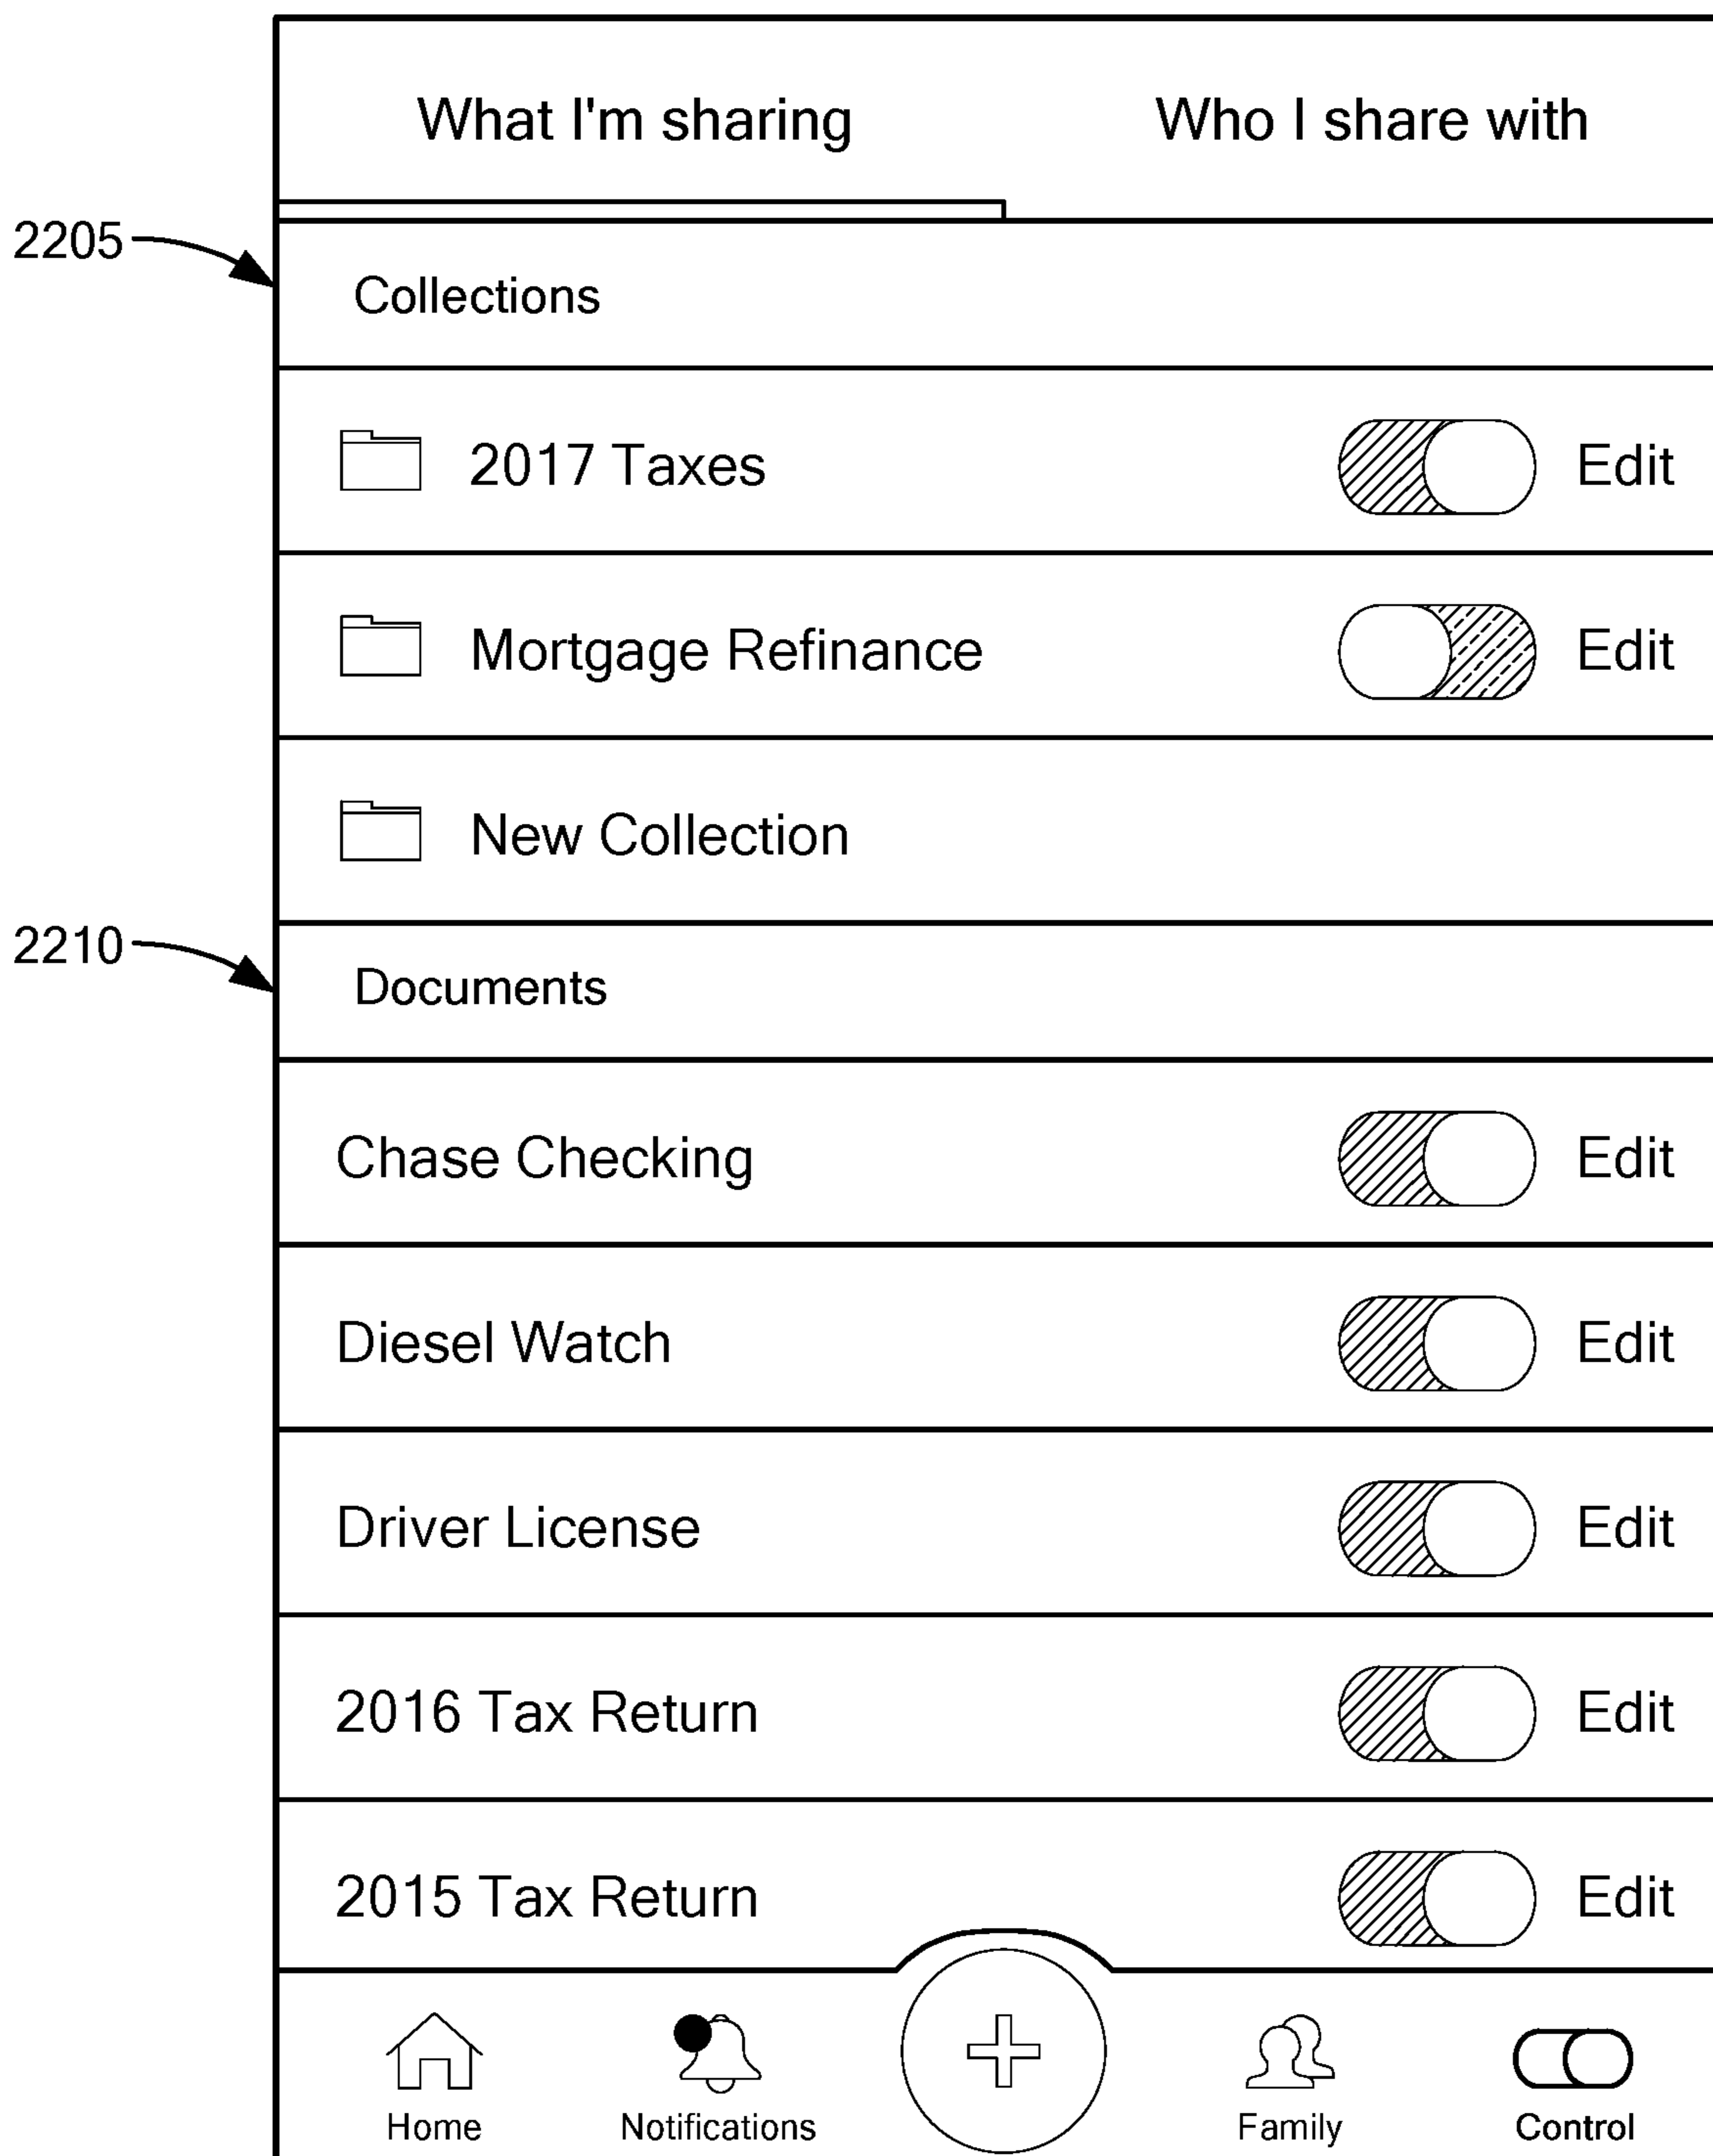 What I'm sharing Who I share with
2205
Collections
2017 Taxes Edit
Mortgage Refinance Edit
New Collection
2210
Documents
Chase Checking Edit
Diesel Watch Edit
Driver License Edit
2016 Tax Return Edit
2015 Tax Return Edit
Home Notifications Family Control